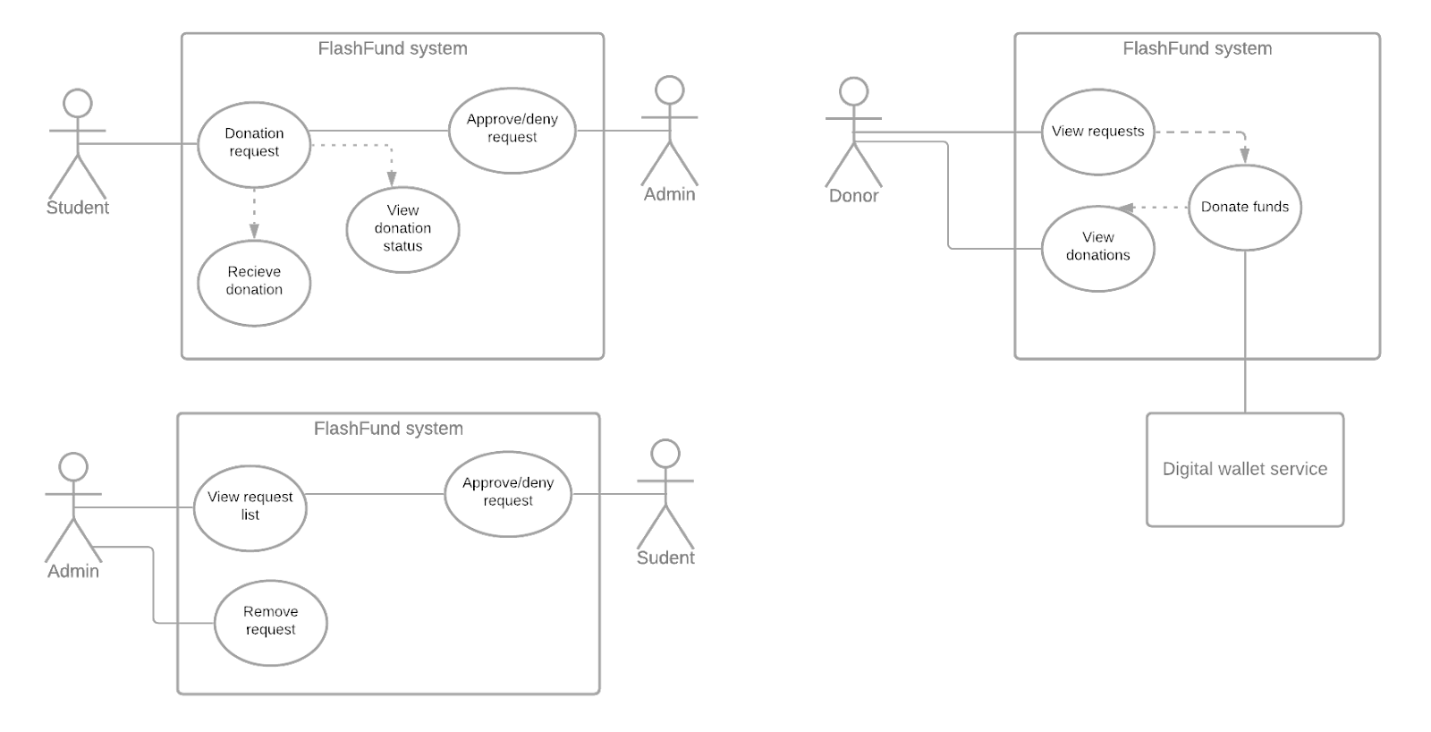 FlashFund system
Donation
request
Approve/deny
request
View
donation
status
Recieve
donation
Student
Admin
FlashFund system
View requests
Donate funds
View
donations
Donor
Digital wallet service
FlashFund system
View request
list
Approve/deny
request
Remove
request
Admin
Sudent